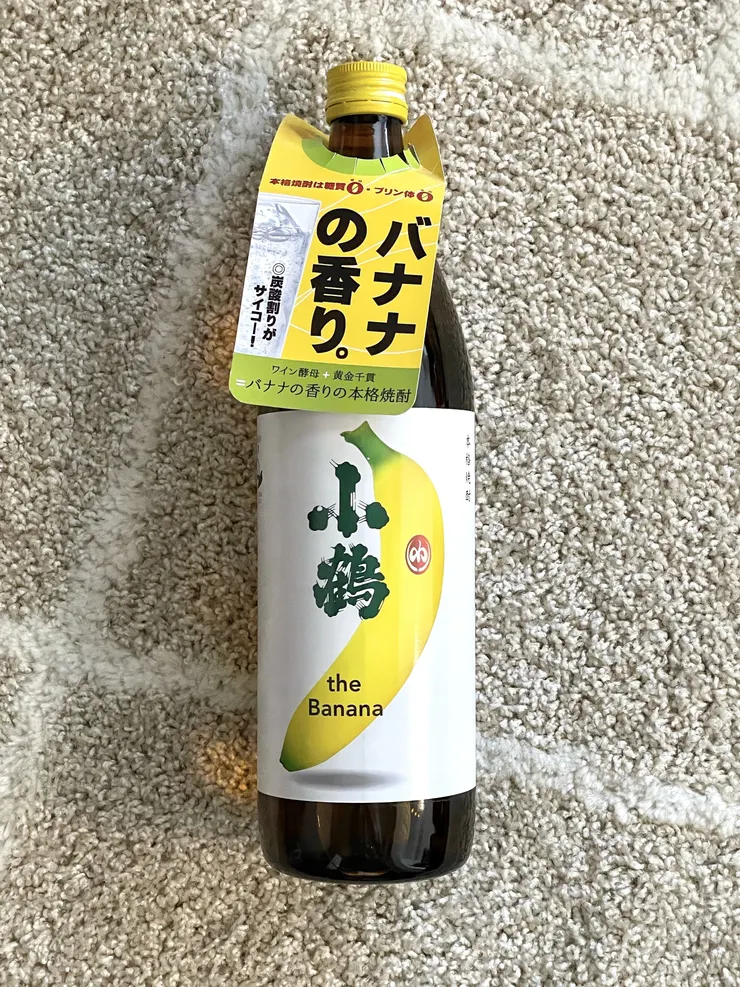 本格焼酎は糖質0・プリン体0
バナナ
の香り。
◎炭酸割りが
サイコー！
ワイン酵母+黄金千貫
=バナナの香りの本格焼酎
本格焼酎
小鶴
小
the
Banana